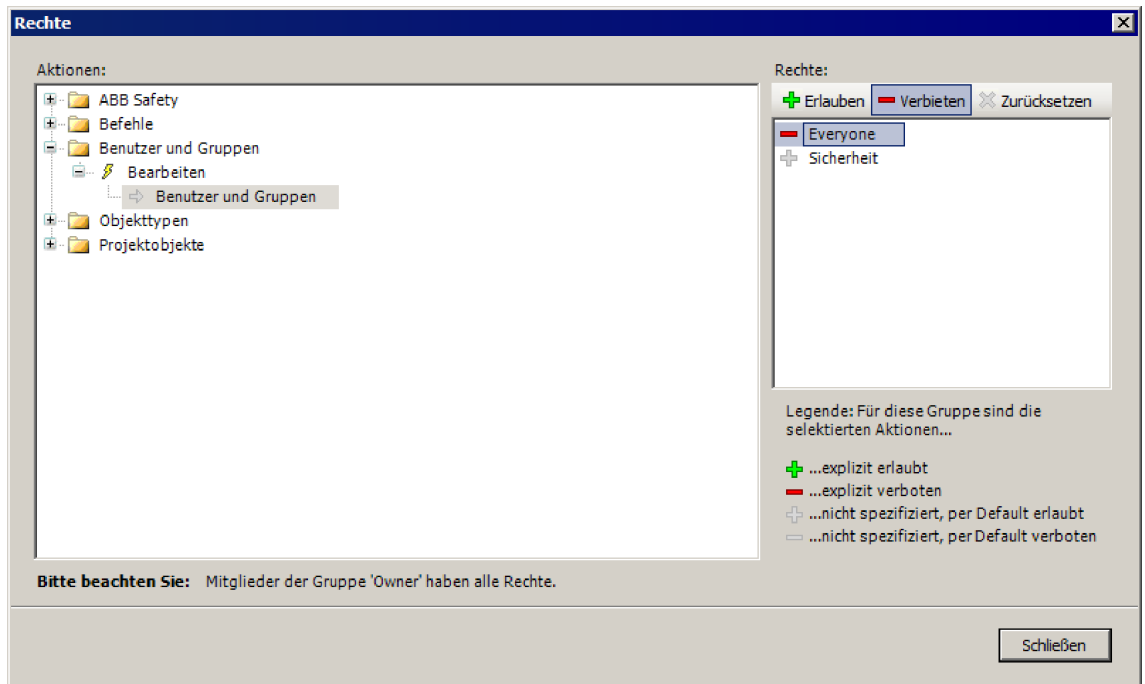 Rechte
Aktionen:
ABB Safety
Befehle
Benutzer und Gruppen
Bearbeiten
Benutzer und Gruppen
Objekttypen
Projektobjekte
Rechte:
Erlauben Verbieten Zurücksetzen
Everyone
Sicherheit
Legende: Für diese Gruppe sind die
selektierten Aktionen...
...explizit erlaubt
...explizit verboten
...nicht spezifiziert, per Default erlaubt
...nicht spezifiziert, per Default verboten
Bitte beachten Sie: Mitglieder der Gruppe 'Owner' haben alle Rechte.
Schließen